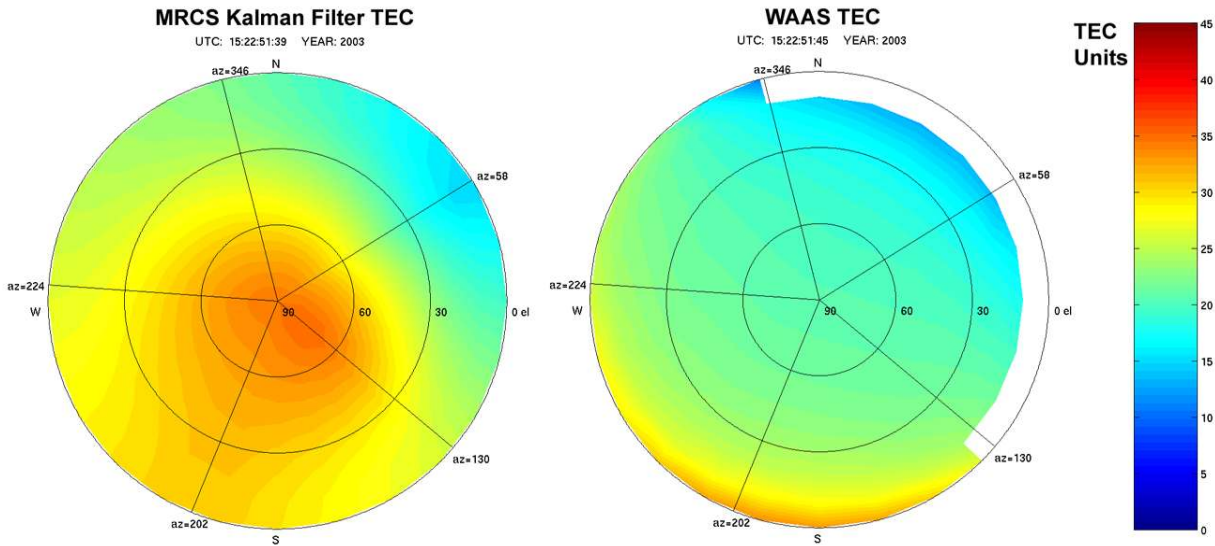 MRCS Kalman Filter TEC
UTC: 15:22:51:39 YEAR: 2003
az=346
N
az=58
az=224
W
90
60
30
0 el
az=130
az=202
S
WAAS TEC
UTC: 15:22:51:45 YEAR: 2003
az=346
N
az=58
az=224
W
90
60
30
0 el
az=130
az=202
S
TEC
Units
45
40
35
30
25
20
15
10
5
0